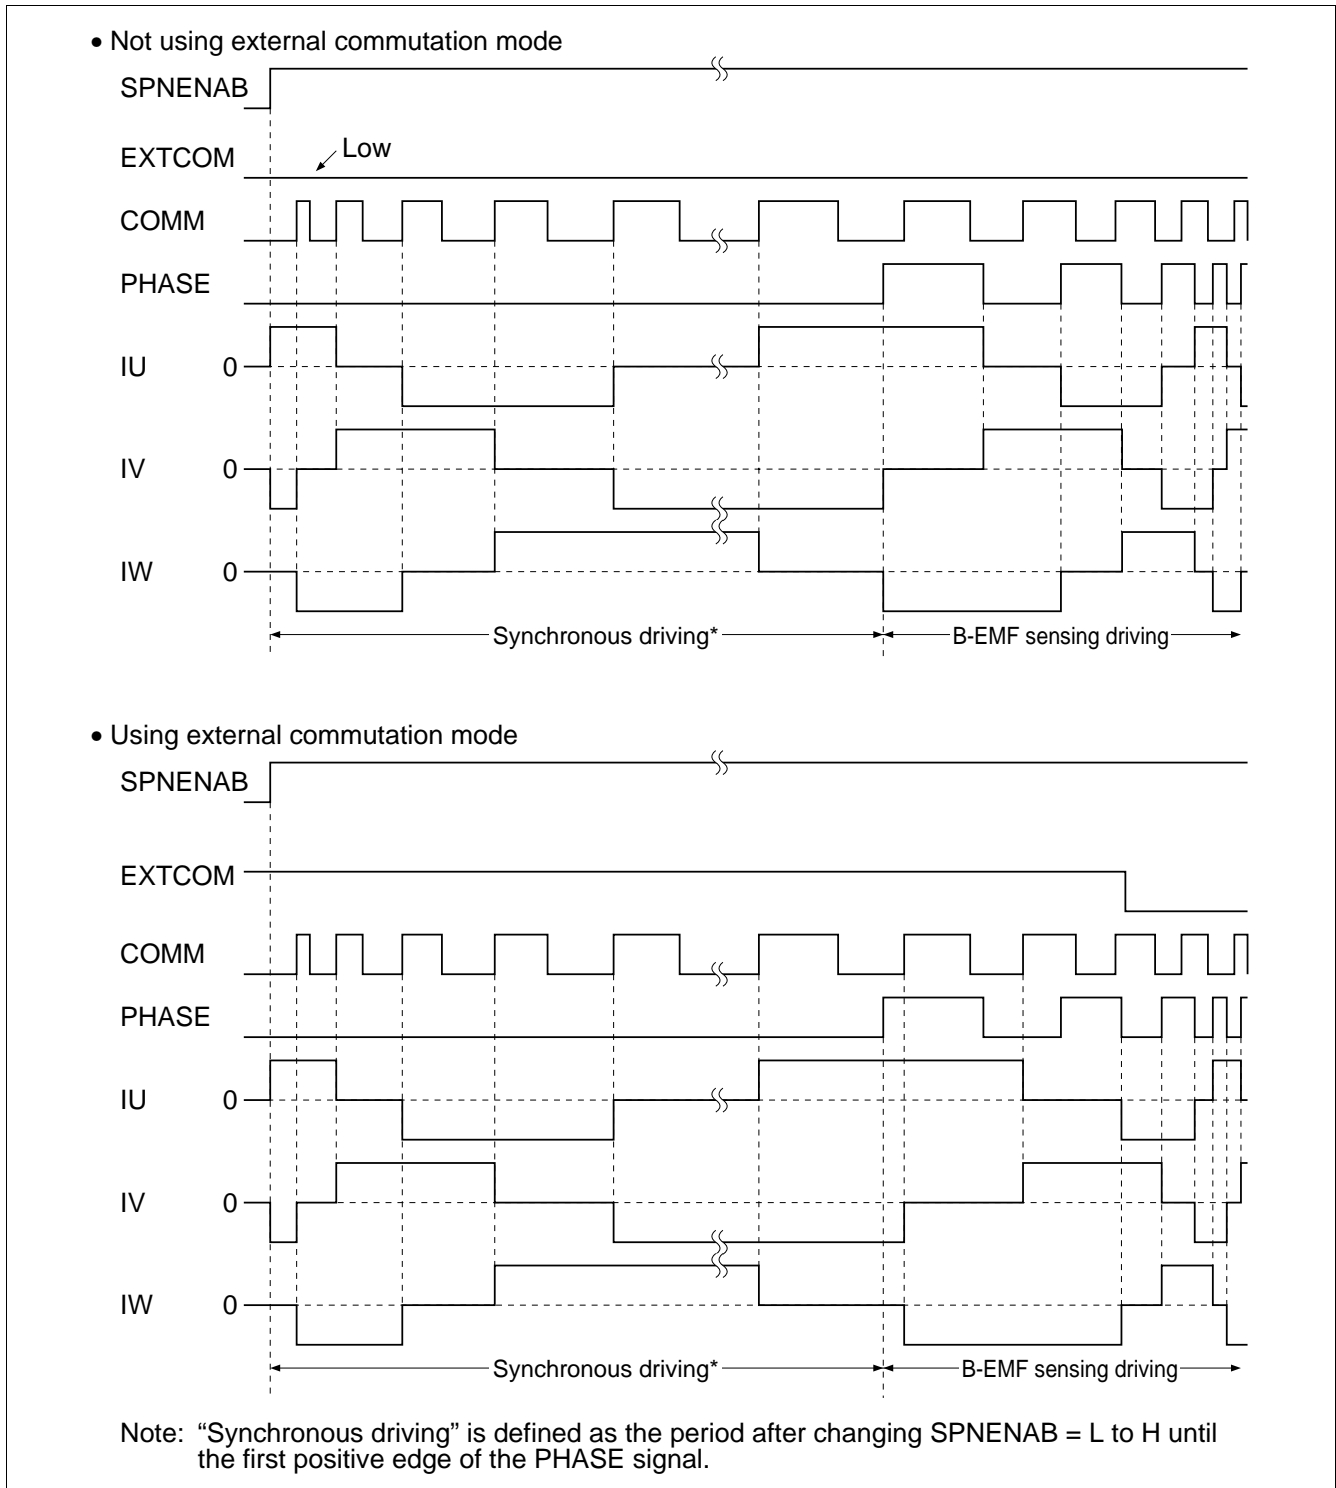 • Not using external commutation mode
SPNENAB
EXTCOM
Low
COMM
PHASE
IU 0
IV 0
IW 0
Synchronous driving* B-EMF sensing driving
• Using external commutation mode
SPNENAB
EXTCOM
COMM
PHASE
IU 0
IV 0
IW 0
Synchronous driving* B-EMF sensing driving
Note: “Synchronous driving” is defined as the period after changing SPNENAB = L to H until
the first positive edge of the PHASE signal.